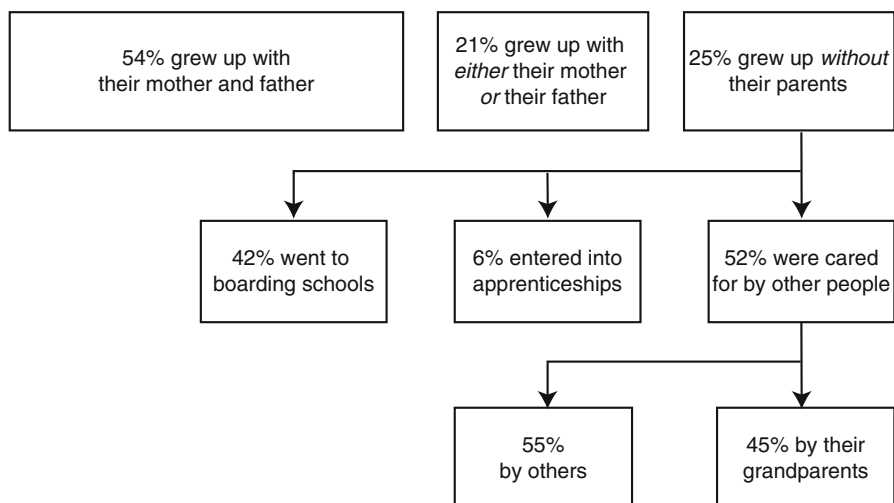 54% grew up with
their mother and father
21% grew up with
either their mother
or their father
25% grew up without
their parents
42% went to
boarding schools
6% entered into
apprenticeships
52% were cared
for by other people
55%
by others
45% by their
grandparents